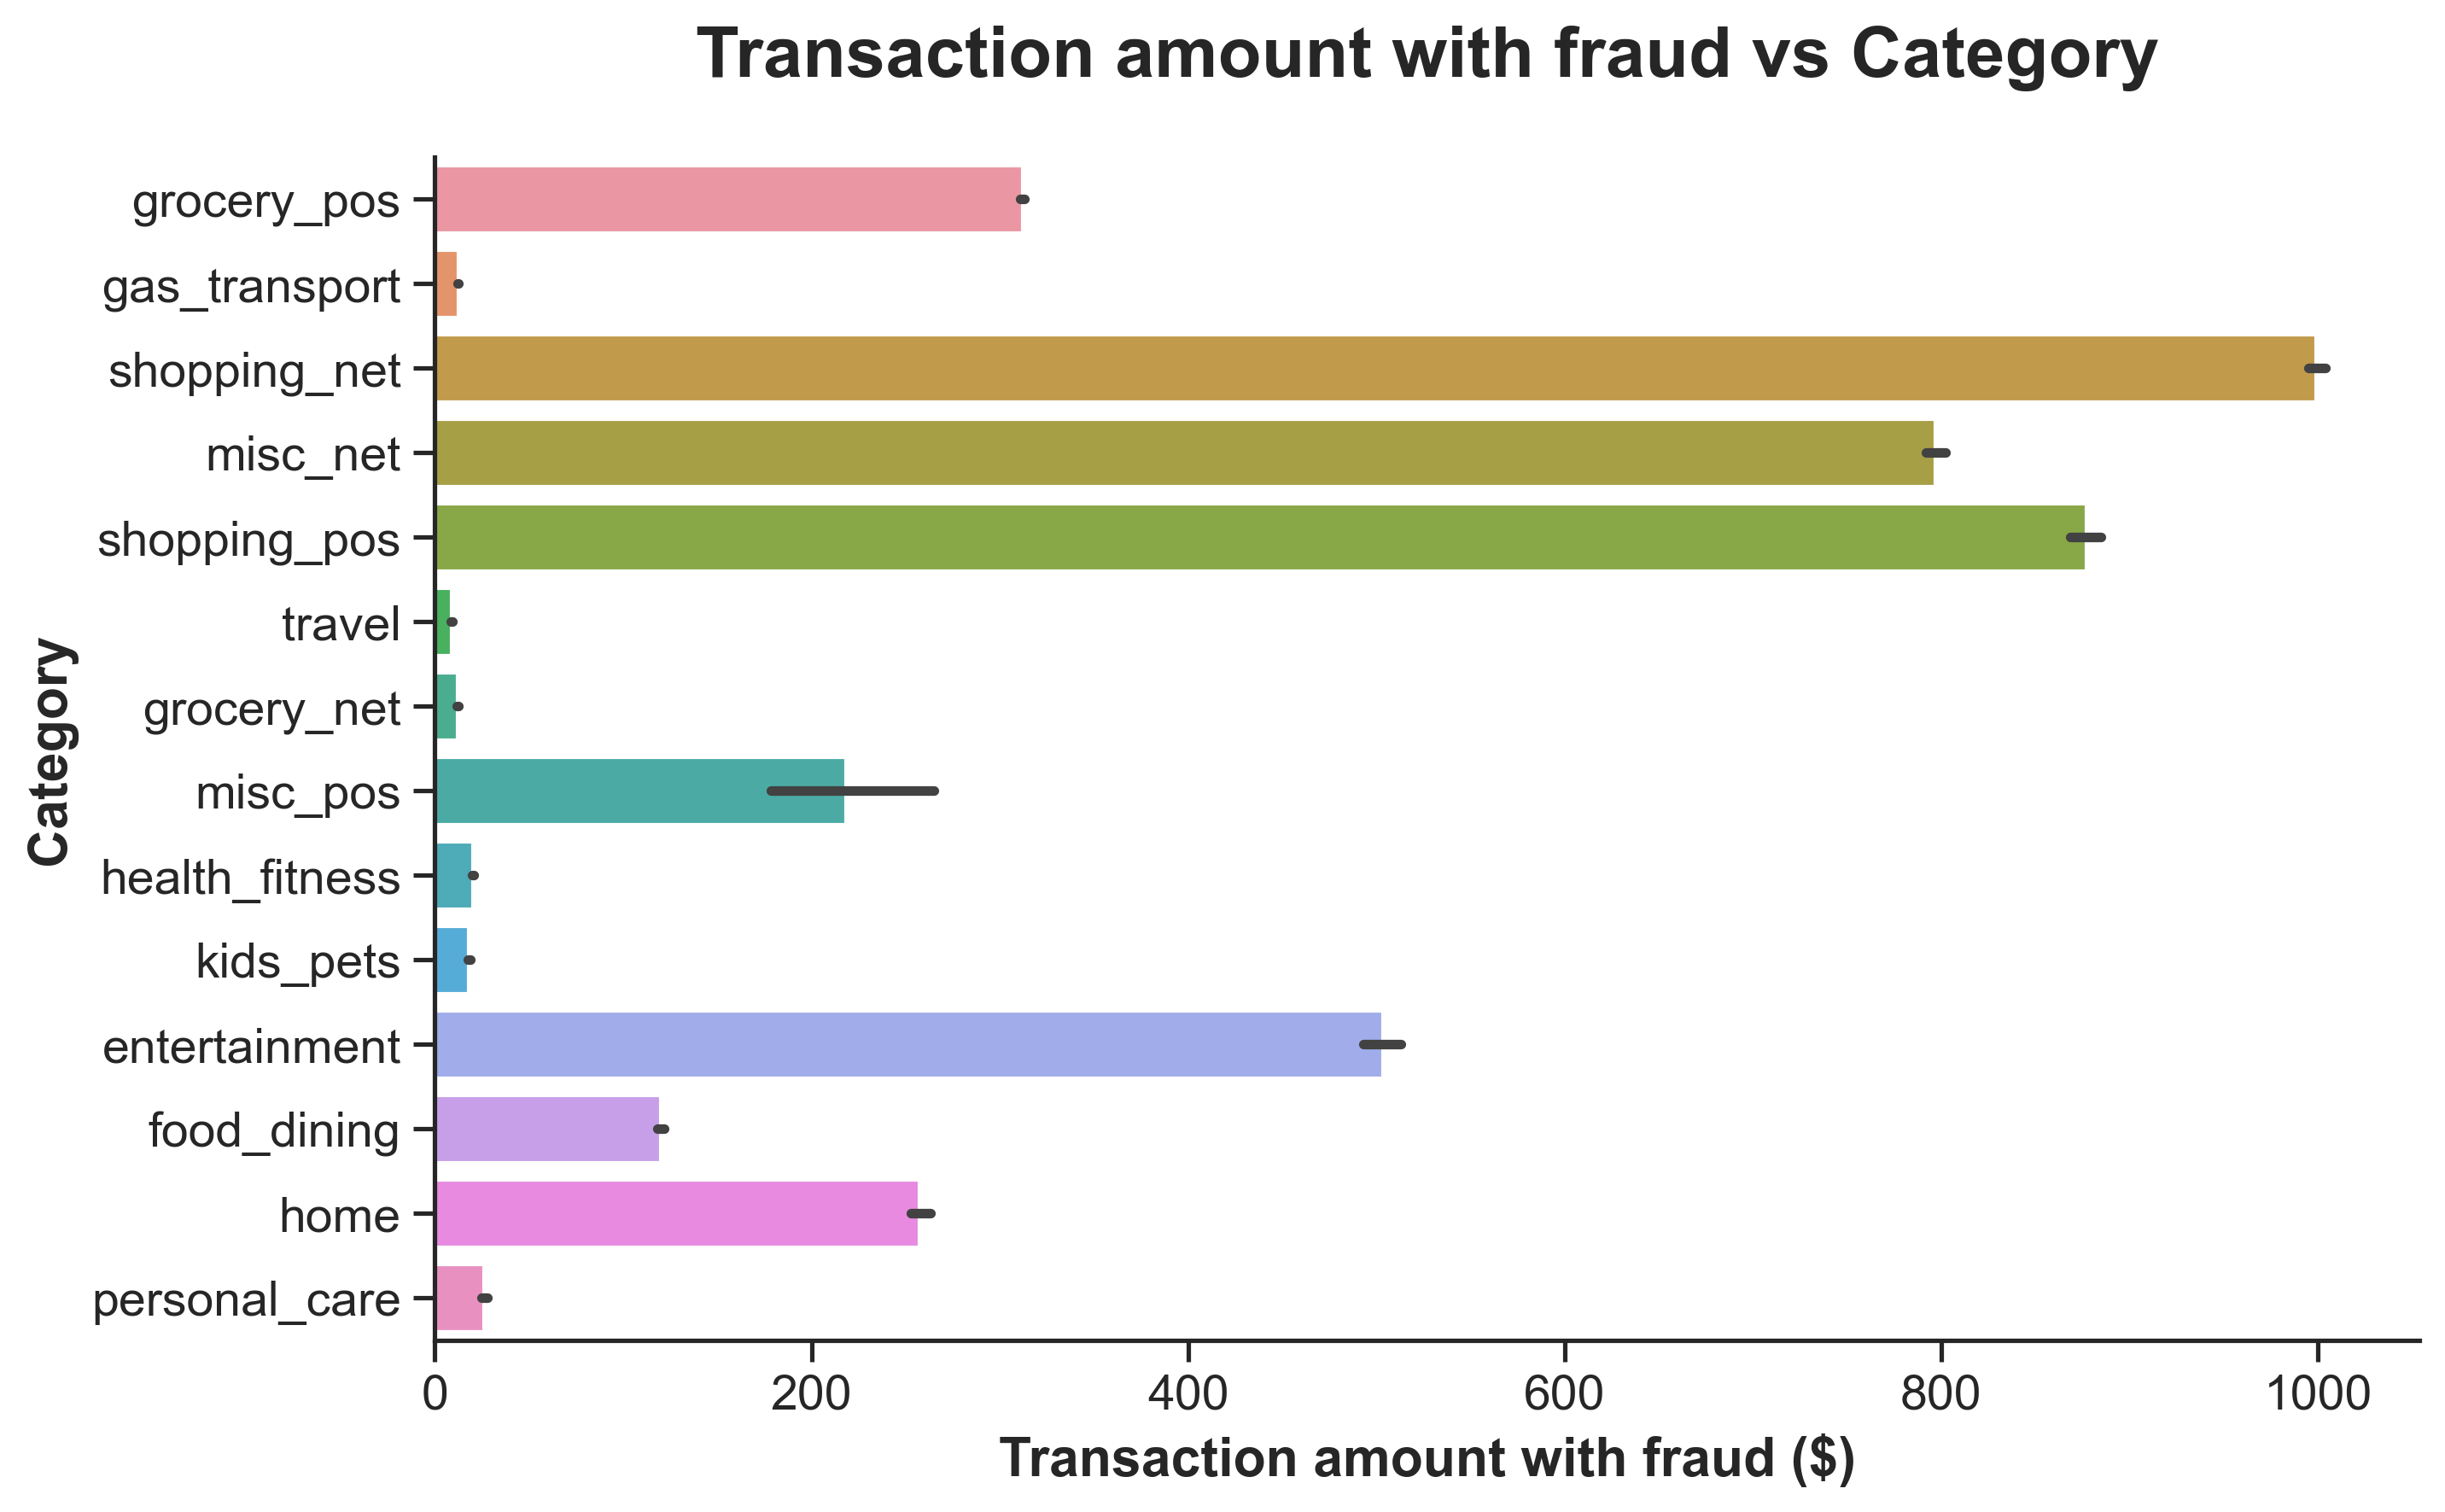 Transaction amount with fraud vs Category
Category
grocery_pos
gas_transport
shopping_net
misc_net
shopping_pos
travel
grocery_net
misc_pos
health_fitness
kids_pets
entertainment
food_dining
home
personal_care
0 200 400 600 800 1000
Transaction amount with fraud ($)